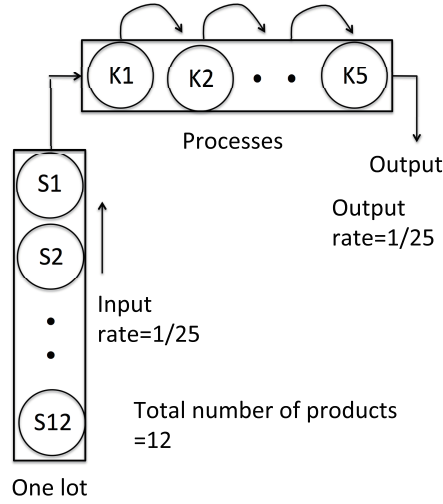 K1 K2 K5
Processes
Output
Output
rate=1/25
S1
S2
Input
rate=1/25
S12
Total number of products
=12
One lot